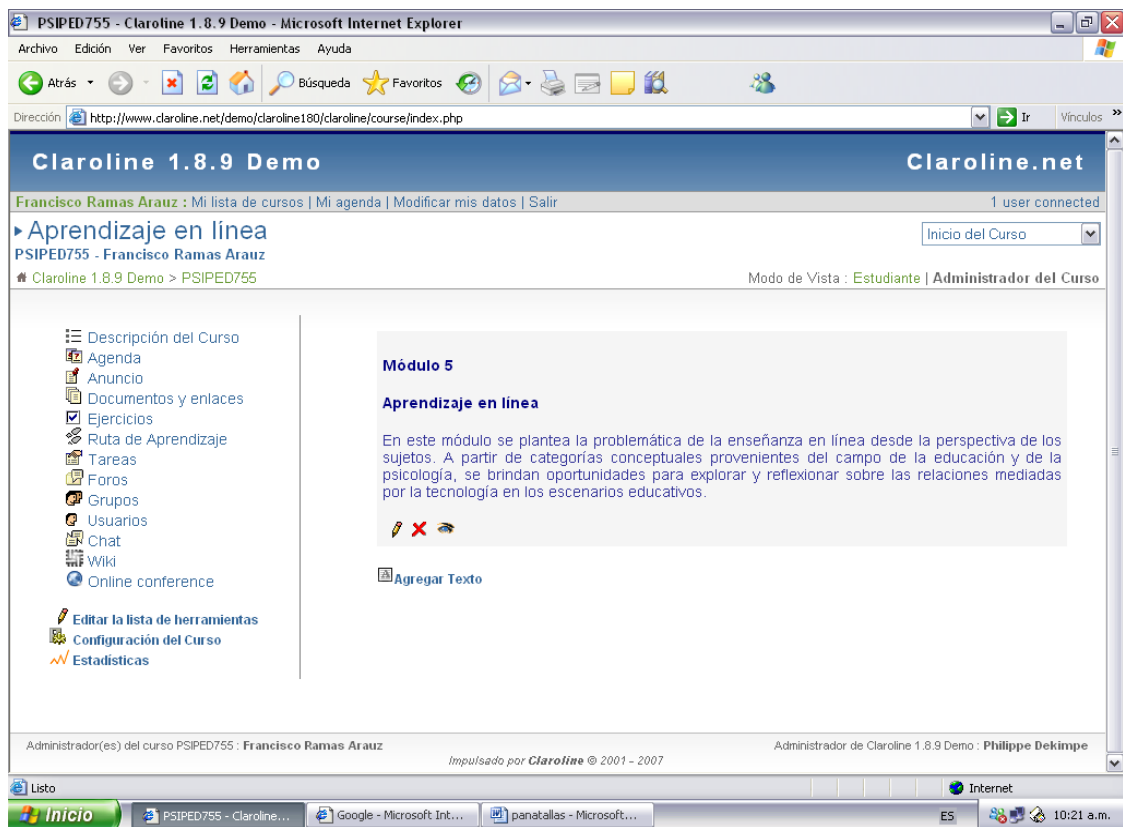 PSIPED755 - Claroline 1.8.9 Demo - Microsoft Internet Explorer
Archivo Edición Ver Favoritos Herramientas Ayuda
Atrás Búsqueda Favoritos
Dirección http://www.claroline.net/demo/claroline180/claroline/course/index.php Ir Vínculos »
Claroline 1.8.9 Demo Claroline.net
Francisco Ramas Arauz : Mi lista de cursos | Mi agenda | Modificar mis datos | Salir 1 user connected
Aprendizaje en línea Inicio del Curso
PSIPED755 - Francisco Ramas Arauz
Claroline 1.8.9 Demo > PSIPED755 Modo de Vista : Estudiante | Administrador del Curso
Descripción del Curso
Agenda
Anuncio
Documentos y enlaces
Ejercicios
Ruta de Aprendizaje
Tareas
Foros
Grupos
Usuarios
Chat
Wiki
Online conference
Editar la lista de herramientas
Configuración del Curso
Estadísticas
Módulo 5
Aprendizaje en línea
En este módulo se plantea la problemática de la enseñanza en línea desde la perspectiva de los
sujetos. A partir de categorías conceptuales provenientes del campo de la educación y de la
psicología, se brindan oportunidades para explorar y reflexionar sobre las relaciones mediadas
por la tecnología en los escenarios educativos.
Agregar Texto
Administrador(es) del curso PSIPED755 : Francisco Ramas Arauz Administrador de Claroline 1.8.9 Demo : Philippe Dekimpe
Impulsado por Claroline © 2001 - 2007
Listo Internet
Inicio PSIPED755 - Claroline... Google - Microsoft Int... panatallas - Microsoft... ES 10:21 a.m.